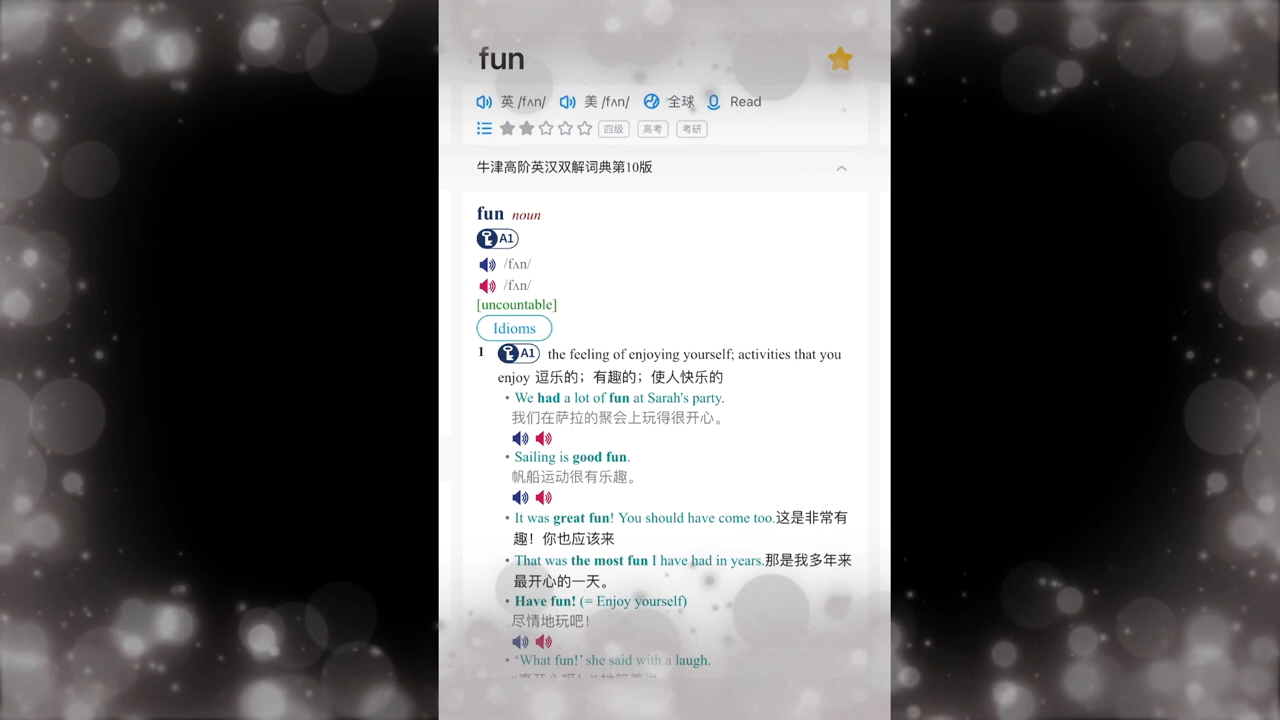 fun
英 /fʌn/ 美 /fʌn/ 全球 Read
四级 高考 考研
牛津高阶英汉双解词典第10版
fun noun
A1
/fʌn/
/fʌn/
[uncountable]
Idioms
1 A1 the feeling of enjoying yourself; activities that you
enjoy 逗乐的；有趣的；使人快乐的
• We had a lot of fun at Sarah's party.
我们在萨拉的聚会上玩得很开心。
• Sailing is good fun.
帆船运动很有乐趣。
• It was great fun! You should have come too.这是非常有
趣！你也应该来
• That was the most fun I have had in years.那是我多年来
最开心的一天。
• Have fun! (= Enjoy yourself)
尽情地玩吧！
• ‘What fun!’ she said with a laugh.